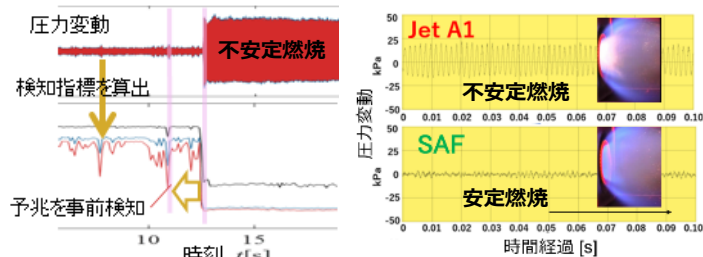 圧力変動
不安定燃焼
検知指標を算出
予兆を事前検知
10
15
時刻 t[s]
Jet A1
圧力変動
50
25
0
-25
-50
kPa
不安定燃焼
0
0.01
0.02
0.03
0.04
0.05
0.06
0.07
0.08
0.09
0.10
SAF
50
25
0
-25
-50
kPa
安定燃焼
0
0.01
0.02
0.03
0.04
0.05
0.06
0.07
0.08
0.09
0.10
時間経過 [s]